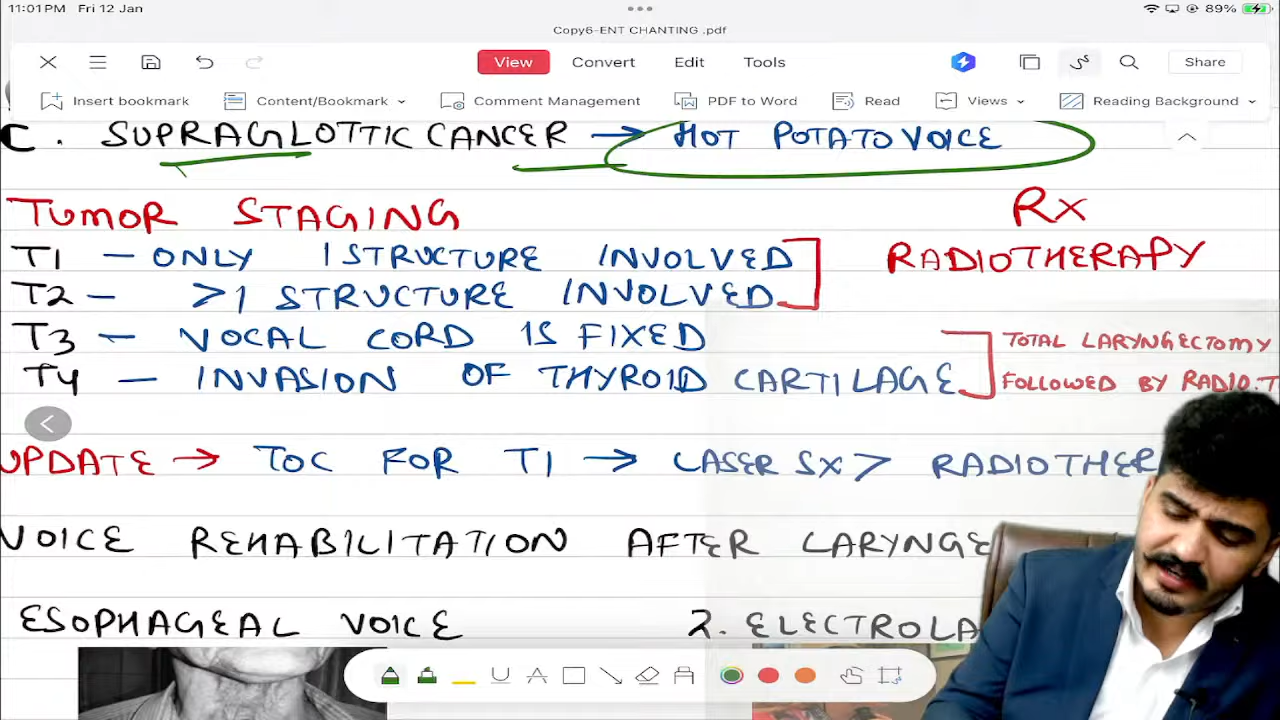 11:01PM Fri 12 Jan
89%
Copy6-ENT CHANTING .pdf
View Convert Edit Tools Share
Insert bookmark Content/Bookmark Comment Management PDF to Word Read Views Reading Background
C. SUPRAGLOTTIC CANCER → HOT POTATO VOICE
TUMOR STAGING Rx
T1 – ONLY 1 STRUCTURE INVOLVED RADIOTHERAPY
T2 – >1 STRUCTURE INVOLVED
T3 – VOCAL CORD IS FIXED TOTAL LARYNGECTOMY
T4 – INVASION OF THYROID CARTILAGE FOLLOWED BY RADIO.T
UPDATE → TOC FOR T1 → LASER SX > RADIOTHER
VOICE REHABILITATION AFTER LARYNGE
ESOPHAGEAL VOICE 2. ELECTROLA